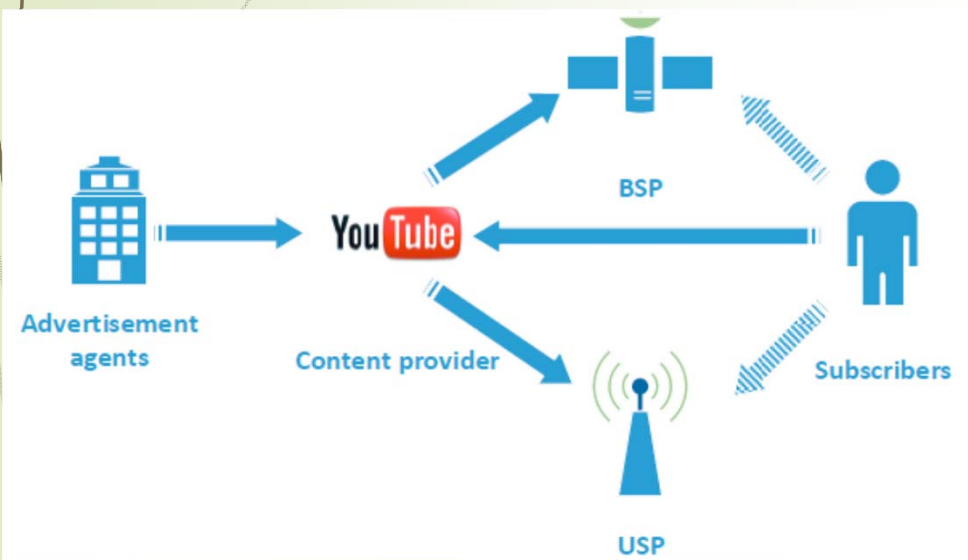 BSP
YouTube
Advertisement
agents
Content provider
Subscribers
USP